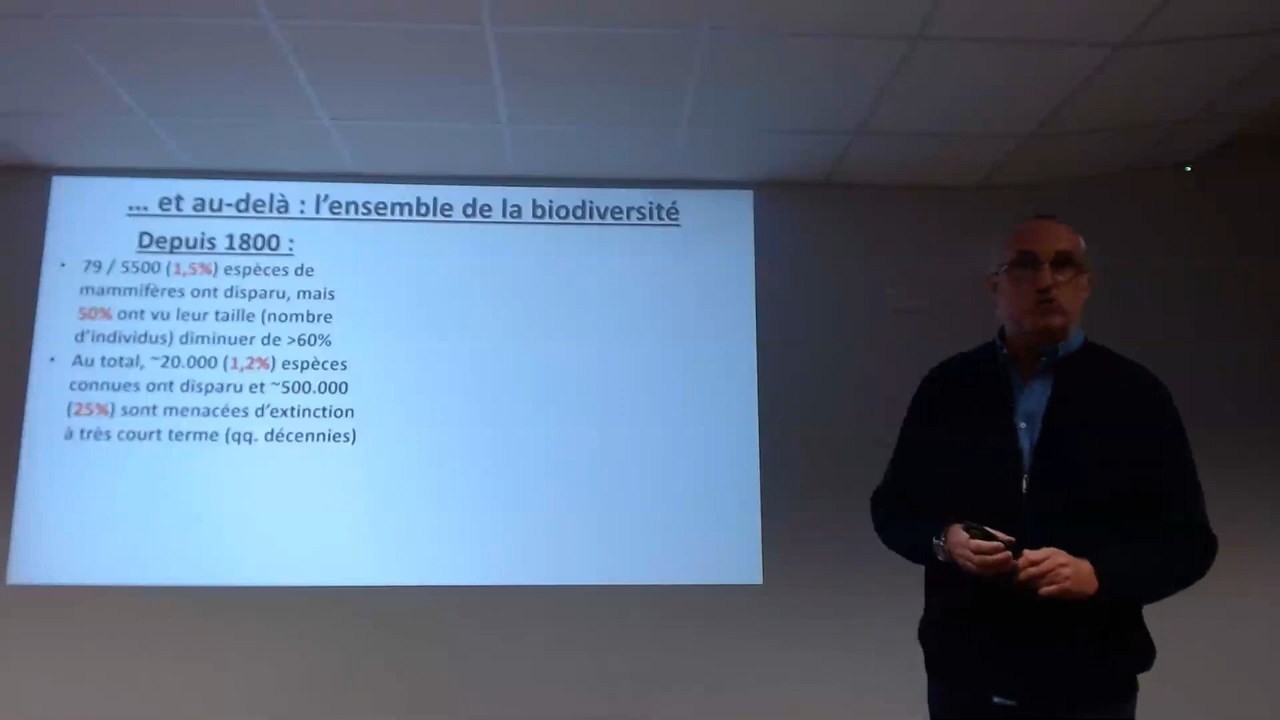 ... et au-delà : l'ensemble de la biodiversité
Depuis 1800 :
• 79 / 5500 (1,5%) espèces de
mammifères ont disparu, mais
50% ont vu leur taille (nombre
d'individus) diminuer de >60%
• Au total, ~20.000 (1,2%) espèces
connues ont disparu et ~500.000
(25%) sont menacées d'extinction
à très court terme (qq. décennies)